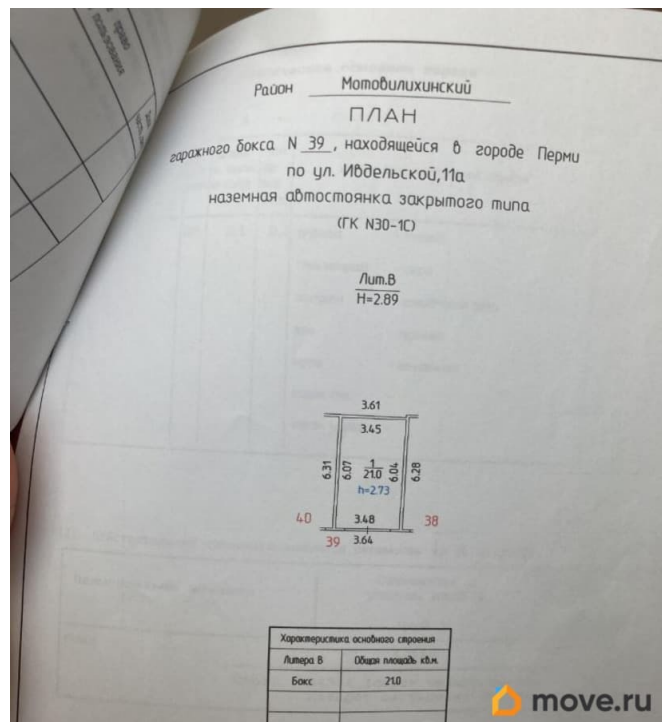 право
пользования
Район Мотовилихинский
ПЛАН
гаражного бокса N 39, находящейся в городе Перми
по ул. Ивдельской,11а
наземная автостоянка закрытого типа
(ГК N30-1С)
Лит.В
H=2.89
3.61
3.45
6.31 6.07 1 6.04 6.28
21.0
h=2.73
40 3.48 38
39 3.64
Характеристика основного строения
Литера В Общая площадь кв.м.
Бокс 21.0
move.ru